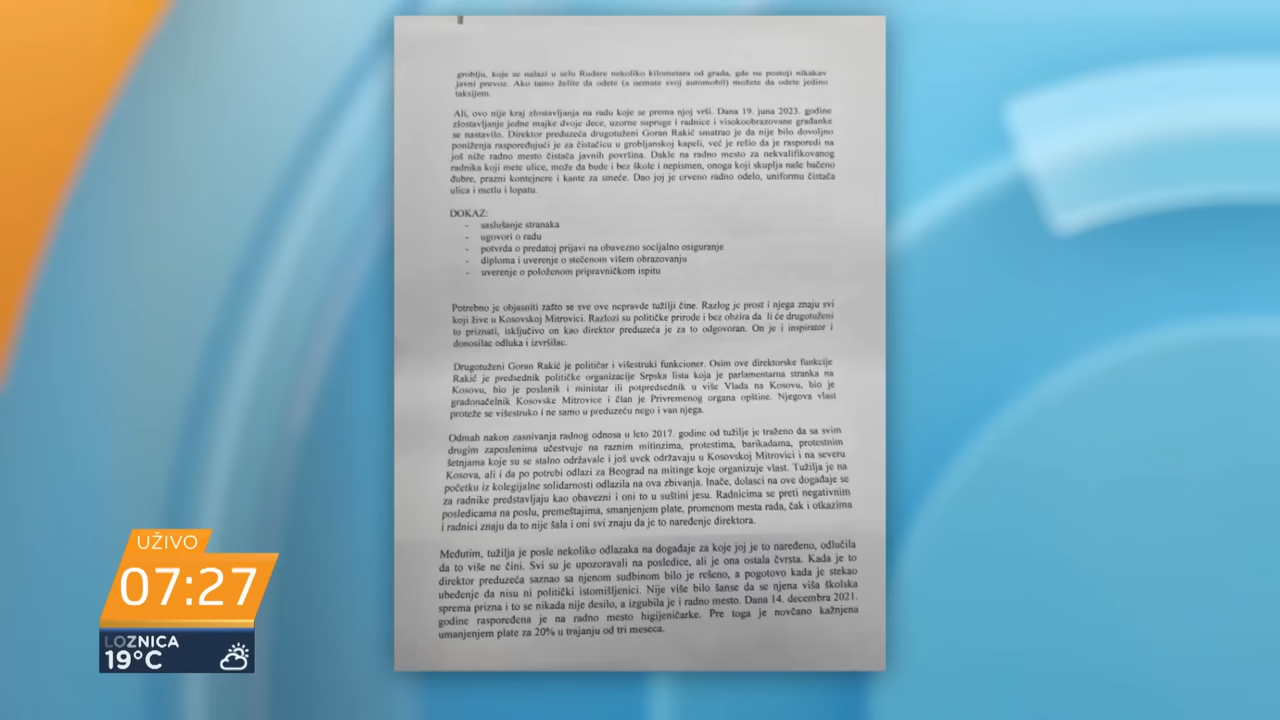 groblju, koje se nalazi u selu Rudare nekoliko kilometara od grada, gde ne postoji nikakav
javni prevoz. Ako tamo želite da odete (a nemate svoj automobil) možete da odete jedino
taksijem.
Ali, ovo nije kraj zlostavljanja na radu koje se prema njoj vrši. Dana 19. juna 2023. godine
zlostavljanje jedne majke dvoje dece, uzorne supruge i radnice i visokoobrazovane građanke
se nastavilo. Direktor preduzeća drugotuženi Goran Rakić smatrao je da nije bilo dovoljno
poniženja raspoređujući je za čistačicu u grobljanskoj kapeli, već je rešio da je rasporedi na
još niže radno mesto čistača javnih površina. Dakle na radno mesto za nekvalifikovanog
radnika koji mete ulice, može da bude i bez škole i nepismen, onoga koji skuplja naše bačeno
đubre, prazni kontejnere i kante za smeće. Dao joj je crveno radno odelo, uniformu čistača
ulica i metlu i lopatu.
DOKAZ:
- saslušanje stranaka
- ugovori o radu
- potvrda o predatoj prijavi na obavezno socijalno osiguranje
- diploma i uverenje o stečenom višem obrazovanju
- uverenje o položenom pripravničkom ispitu
Potrebno je objasniti zašto se sve ove nepravde tužilji čine. Razlog je prost i njega znaju svi
koji žive u Kosovskoj Mitrovici. Razlozi su političke prirode i bez obzira da li će drugotuženi
to priznati, isključivo on kao direktor preduzeća je za to odgovoran. On je i inspirator i
donosilac odluka i izvršilac.
Drugotuženi Goran Rakić je političar i višestruki funkcioner. Osim ove direktorske funkcije
Rakić je predsednik političke organizacije Srpska lista koja je parlamentarna stranka na
Kosovu, bio je poslanik i ministar ili potpredsednik u više Vlada na Kosovu, bio je
gradonačelnik Kosovske Mitrovice i član je Privremenog organa opštine. Njegova vlast
proteže se višestruko i ne samo u preduzeću nego i van njega.
Odmah nakon zasnivanja radnog odnosa u leto 2017. godine od tužilje je traženo da sa svim
drugim zaposlenima učestvuje na raznim mitinzima, protestima, barikadama, protestnim
šetnjama koje su se stalno održavale i još uvek održavaju u Kosovskoj Mitrovici i na severu
Kosova, ali i da po potrebi odlazi za Beograd na mitinge koje organizuje vlast. Tužilja je na
početku iz kolegijalne solidarnosti odlazila na ova zbivanja. Inače, dolasci na ove događaje se
za radnike predstavljaju kao obavezni i oni to u suštini jesu. Radnicima se preti negativnim
posledicama na poslu, premeštajima, smanjenjem plate, promenom mesta rada, čak i otkazima
i radnici znaju da to nije šala i oni svi znaju da je to naređenje direktora.
Međutim, tužilja je posle nekoliko odlazaka na događaje za koje joj je to naređeno, odlučila
da to više ne čini. Svi su je upozoravali na posledice, ali je ona ostala čvrsta. Kada je to
direktor preduzeća saznao sa njenom sudbinom bilo je rešeno, a pogotovo kada je stekao
ubeđenje da nisu ni politički istomišljenici. Nije više bilo šanse da se njena viša školska
sprema prizna i to se nikada nije desilo, a izgubila je i radno mesto. Dana 14. decembra 2021.
godine raspoređena je na radno mesto higijeničarke. Pre toga je novčano kažnjena
umanjenjem plate za 20% u trajanju od tri meseca.
UŽIVO
07:27
LOZNICA
19°C